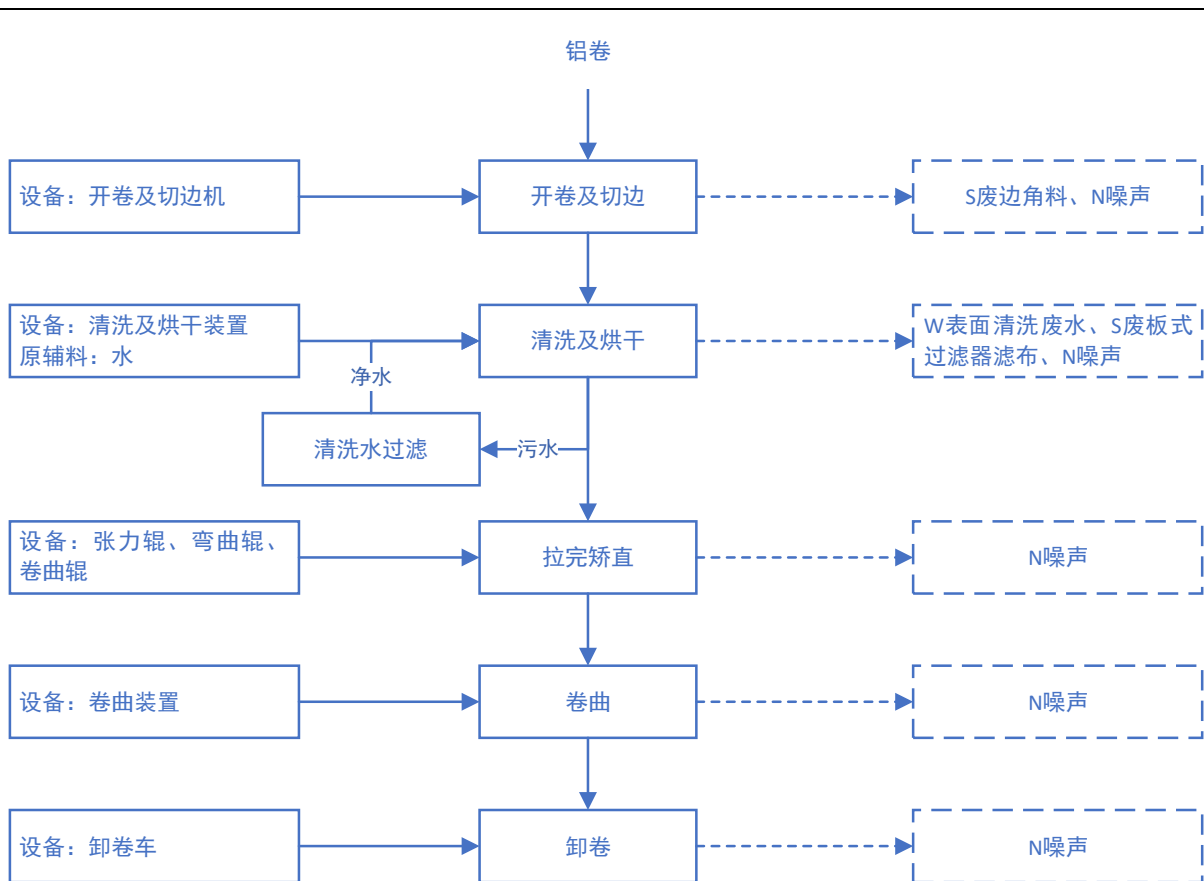 铝卷
设备：开卷及切边机
开卷及切边
S废边角料、N噪声
设备：清洗及烘干装置
原辅料：水
清洗及烘干
W表面清洗废水、S废板式
过滤器滤布、N噪声
净水
清洗水过滤
污水
设备：张力辊、弯曲辊、
卷曲辊
拉完矫直
N噪声
设备：卷曲装置
卷曲
N噪声
设备：卸卷车
卸卷
N噪声